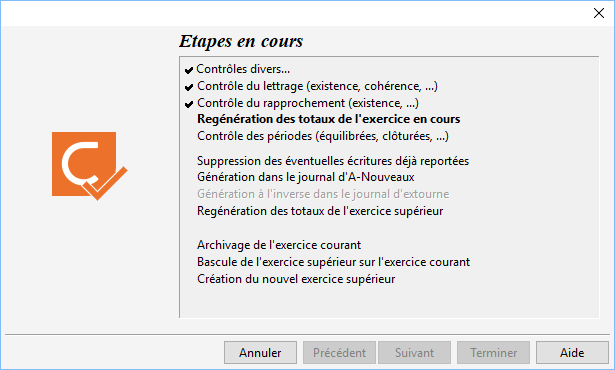 Etapes en cours
Contrôles divers...
Contrôle du lettrage (existence, cohérence, ...)
Contrôle du rapprochement (existence, ...)
Regénération des totaux de l'exercice en cours
Contrôle des périodes (équilibrées, clôturées, ...)
Suppression des éventuelles écritures déjà reportées
Génération dans le journal d'A-Nouveaux
Génération à l'inverse dans le journal d'extourne
Regénération des totaux de l'exercice supérieur
Archivage de l'exercice courant
Bascule de l'exercice supérieur sur l'exercice courant
Création du nouvel exercice supérieur
Annuler Précédent Suivant Terminer Aide